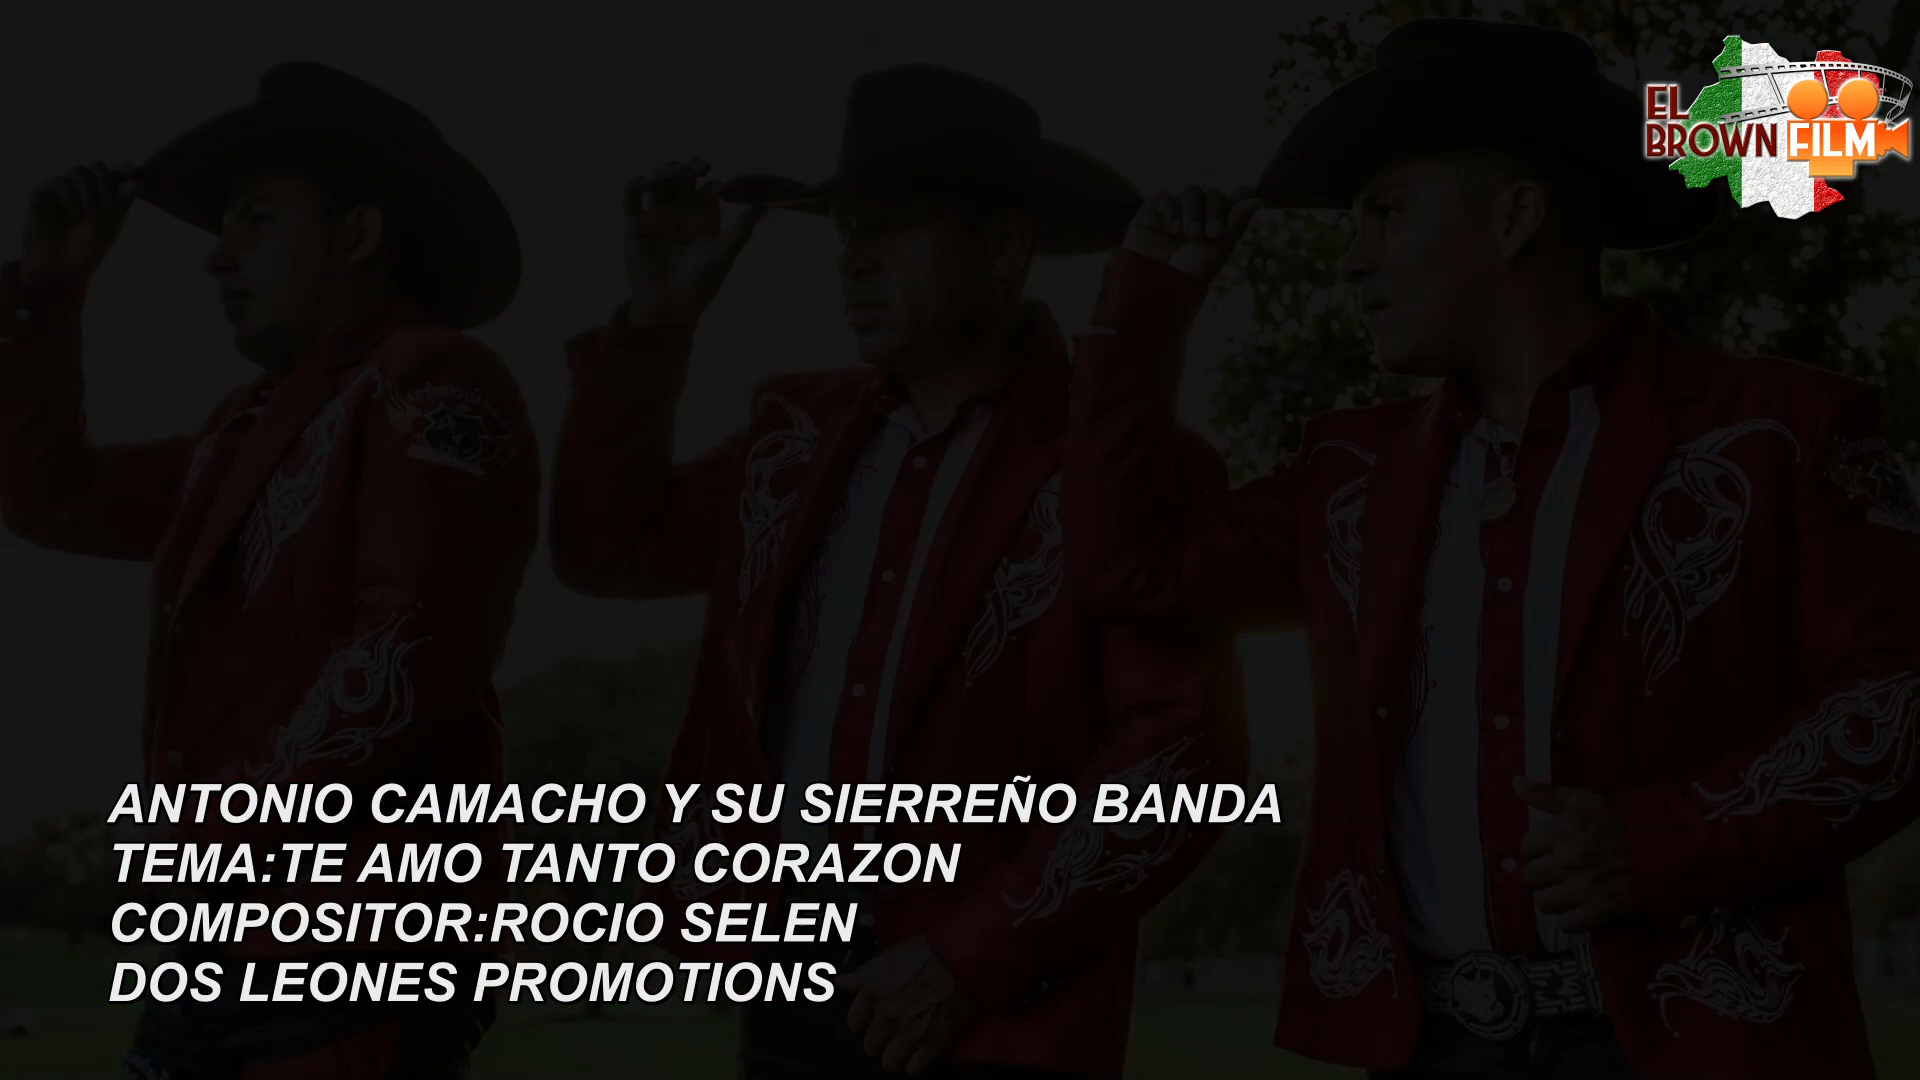 EL
BROWN FILM
ANTONIO CAMACHO Y SU SIERREÑO BANDA
TEMA:TE AMO TANTO CORAZON
COMPOSITOR:ROCIO SELEN
DOS LEONES PROMOTIONS